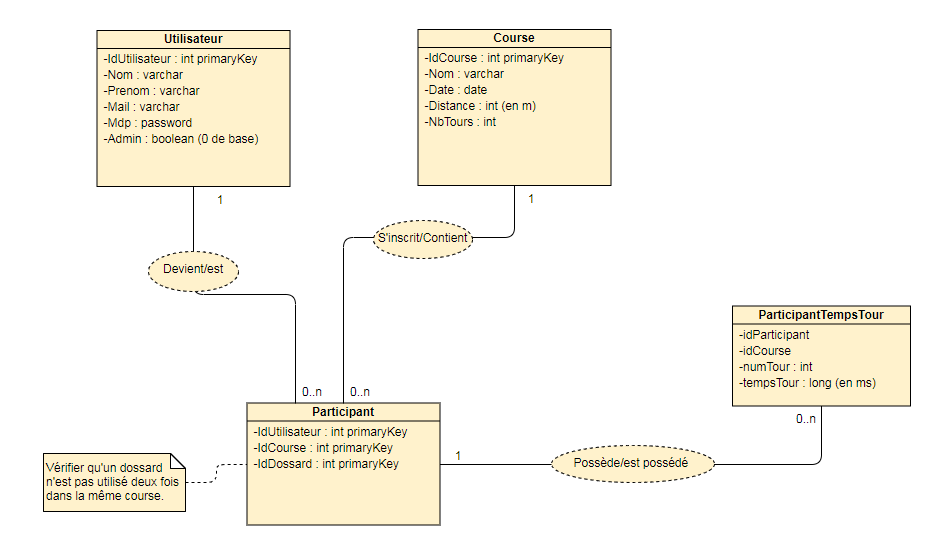 Utilisateur
-IdUtilisateur : int primaryKey
-Nom : varchar
-Prenom : varchar
-Mail : varchar
-Mdp : password
-Admin : boolean (0 de base)
1
Course
-IdCourse : int primaryKey
-Nom : varchar
-Date : date
-Distance : int (en m)
-NbTours : int
1
S'inscrit/Contient
Devient/est
0..n
0..n
ParticipantTempsTour
-idParticipant
-idCourse
-numTour : int
-tempsTour : long (en ms)
0..n
Participant
-IdUtilisateur : int primaryKey
-IdCourse : int primaryKey
-IdDossard : int primaryKey
1
Possède/est possédé
Vérifier qu'un dossard
n'est pas utilisé deux fois
dans la même course.